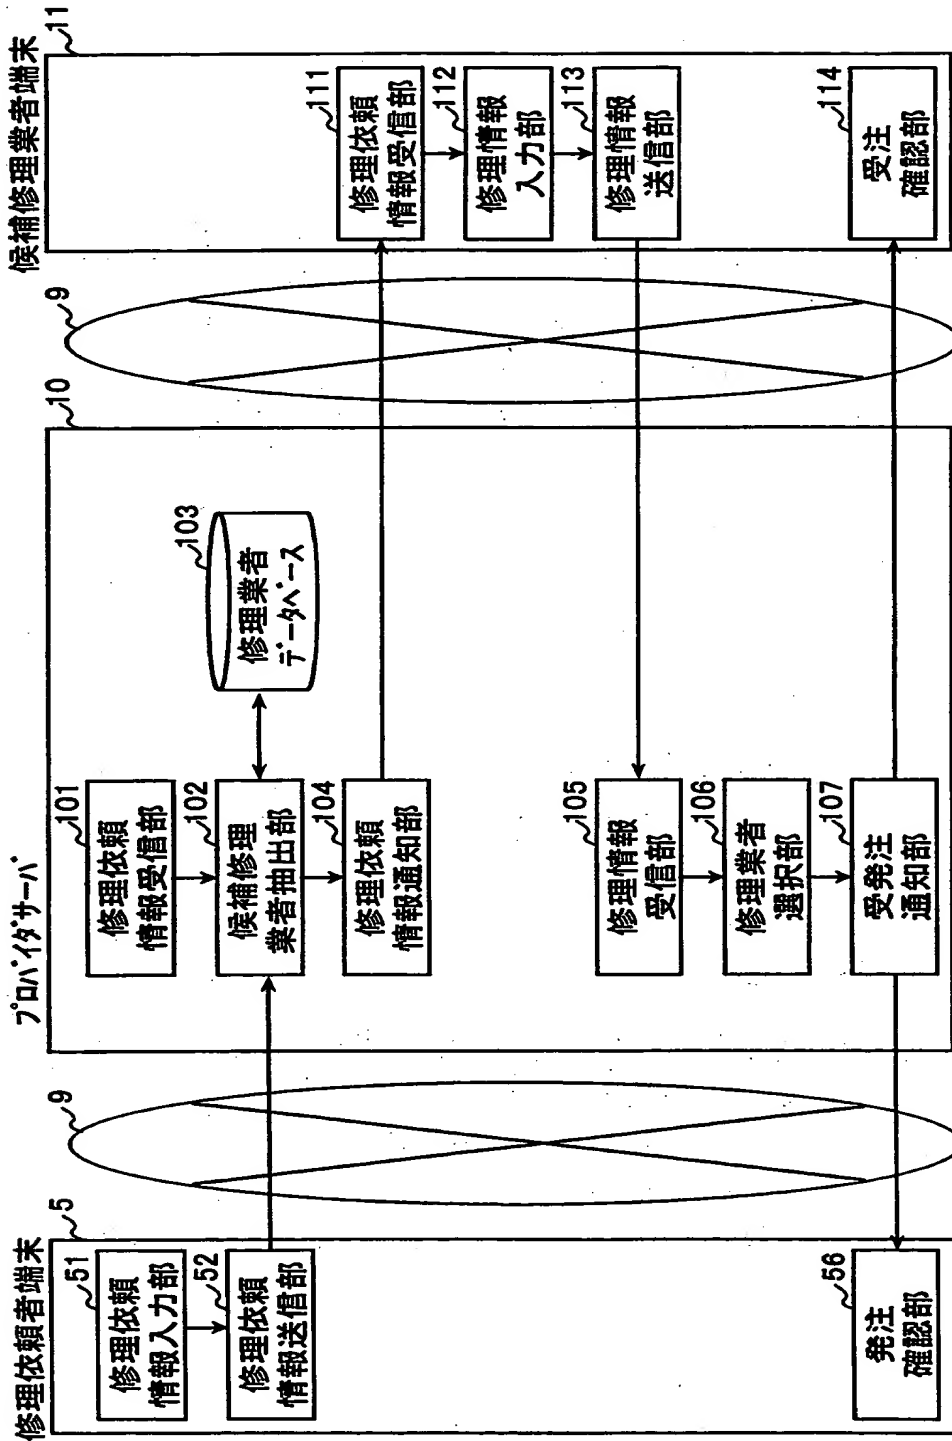 修理依頼者端末
5
51
修理依頼
情報入力部
52
修理依頼
情報送信部
56
発注
確認部
9
プロバイダサーバ
10
101
修理依頼
情報受信部
102
候補修理
業者抽出部
103
修理業者
データベース
104
修理依頼
情報通知部
105
修理情報
受信部
106
修理業者
選択部
107
受発注
通知部
9
候補修理業者端末
11
111
修理依頼
情報受信部
112
修理情報
入力部
113
修理情報
送信部
114
受注
確認部